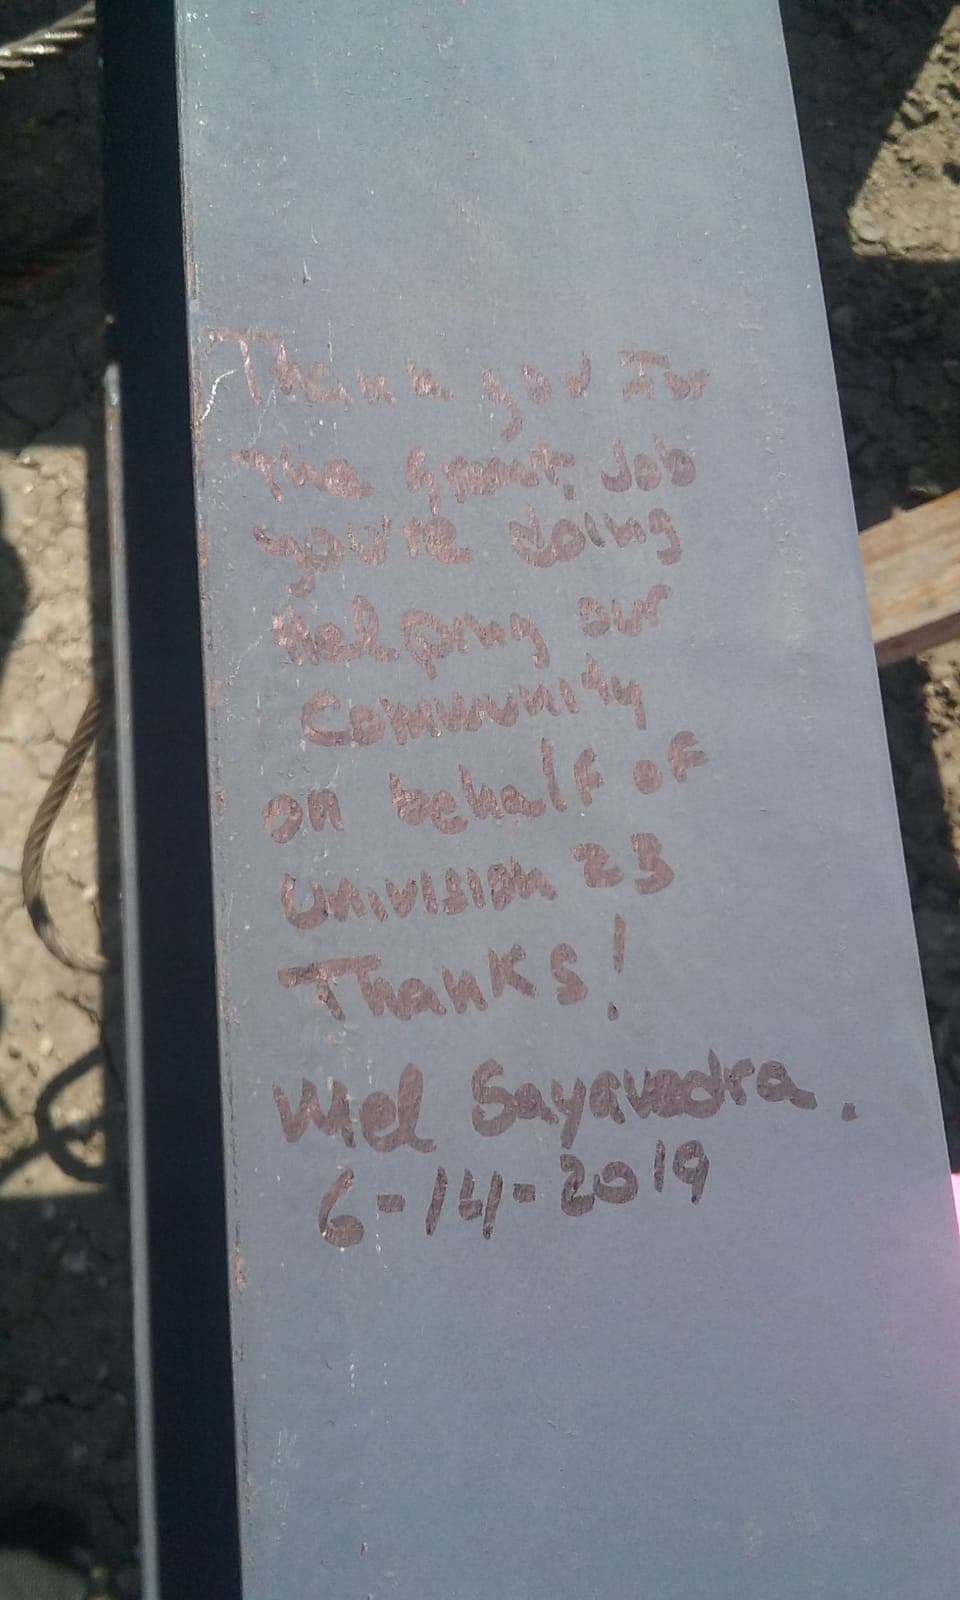 Thank you For
the great Job
you're doing
Helping our
Community
on behalf of
Univision 23
Thanks!
Mel Sayavedra.
6-14-2019